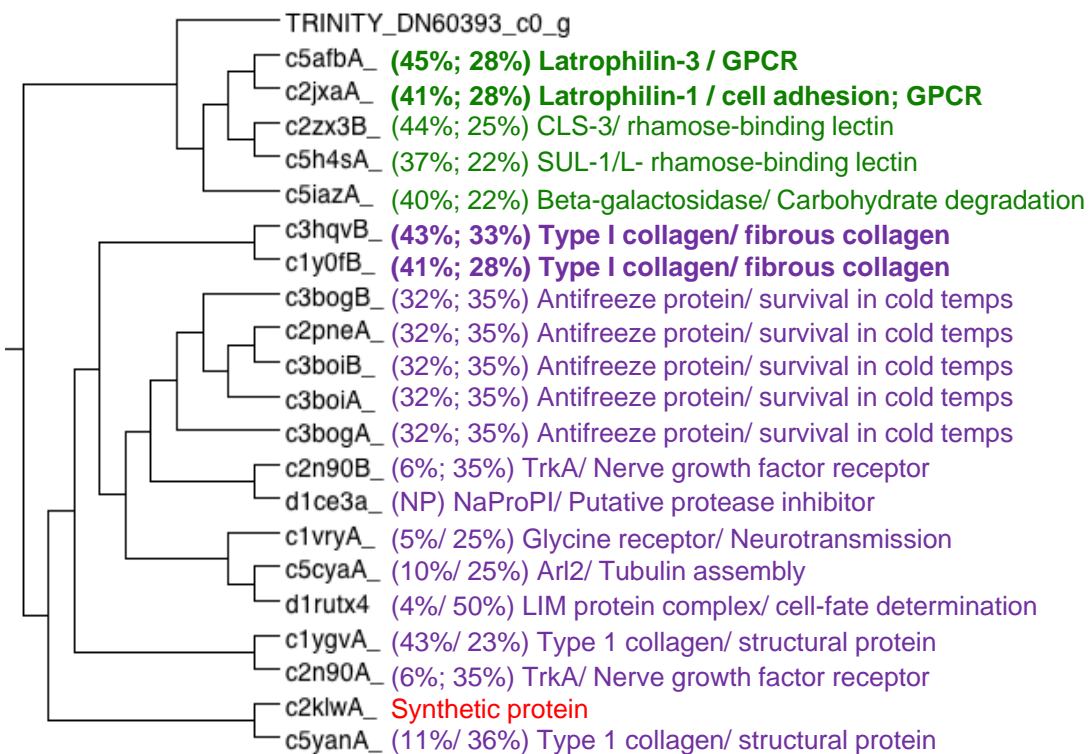 TRINITY_DN60393_c0_g
c5afbA_ (45%; 28%) Latrophilin-3 / GPCR
c2jxaA_ (41%; 28%) Latrophilin-1 / cell adhesion; GPCR
c2zx3B_ (44%; 25%) CLS-3/ rhamose-binding lectin
c5h4sA_ (37%; 22%) SUL-1/L- rhamose-binding lectin
c5iazA_ (40%; 22%) Beta-galactosidase/ Carbohydrate degradation
c3hqvB_ (43%; 33%) Type I collagen/ fibrous collagen
c1y0fB_ (41%; 28%) Type I collagen/ fibrous collagen
c3bogB_ (32%; 35%) Antifreeze protein/ survival in cold temps
c2pneA_ (32%; 35%) Antifreeze protein/ survival in cold temps
c3boiB_ (32%; 35%) Antifreeze protein/ survival in cold temps
c3boiA_ (32%; 35%) Antifreeze protein/ survival in cold temps
c3bogA_ (32%; 35%) Antifreeze protein/ survival in cold temps
c2n90B_ (6%; 35%) TrkA/ Nerve growth factor receptor
d1ce3a_ (NP) NaProPI/ Putative protease inhibitor
c1vryA_ (5%/ 25%) Glycine receptor/ Neurotransmission
c5cyaA_ (10%/ 25%) Arl2/ Tubulin assembly
d1rutx4 (4%/ 50%) LIM protein complex/ cell-fate determination
c1ygvA_ (43%/ 23%) Type 1 collagen/ structural protein
c2n90A_ (6%; 35%) TrkA/ Nerve growth factor receptor
c2klwA_ Synthetic protein
c5yanA_ (11%/ 36%) Type 1 collagen/ structural protein